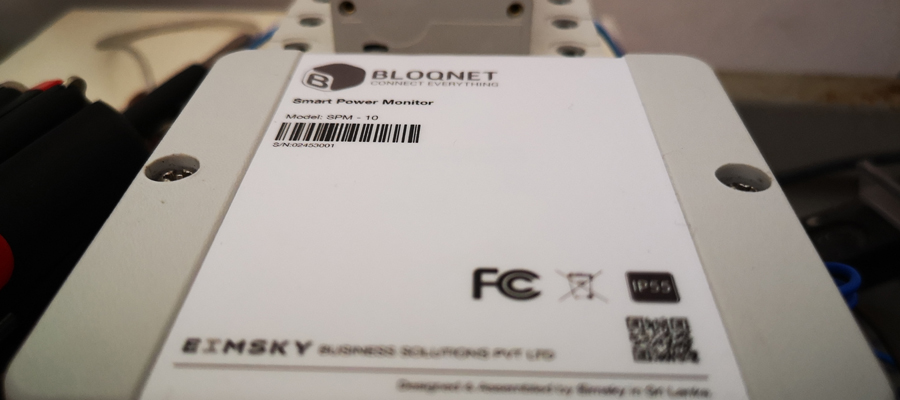 B BLOQNET
CONNECT EVERYTHING
Smart Power Monitor
Model: SPM - 10
S/N:02453001
FC
IP55
EIMSKY BUSINESS SOLUTIONS PVT LTD
Designed & Assembled by Eimsky in Sri Lanka